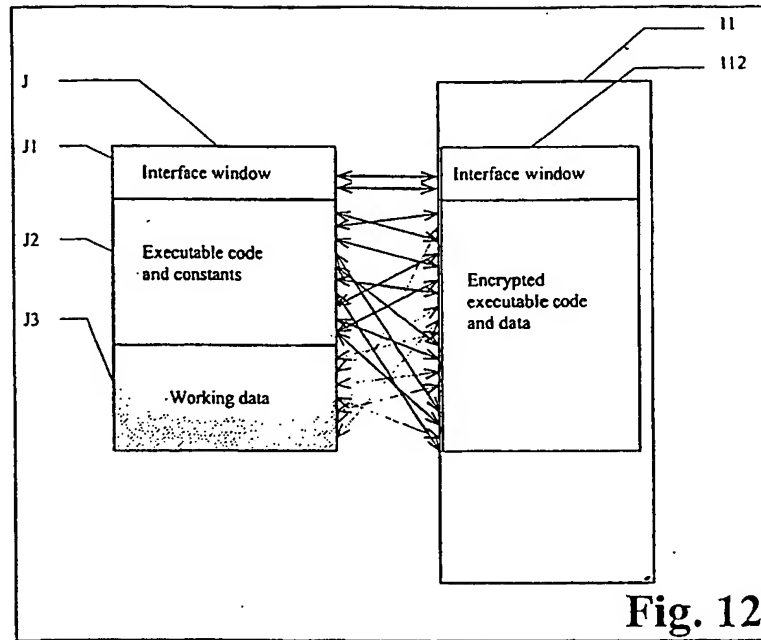 11
J
112
J1
Interface window
Interface window
J2
Executable code
and constants
Encrypted
executable code
and data
J3
Working data
Fig. 12